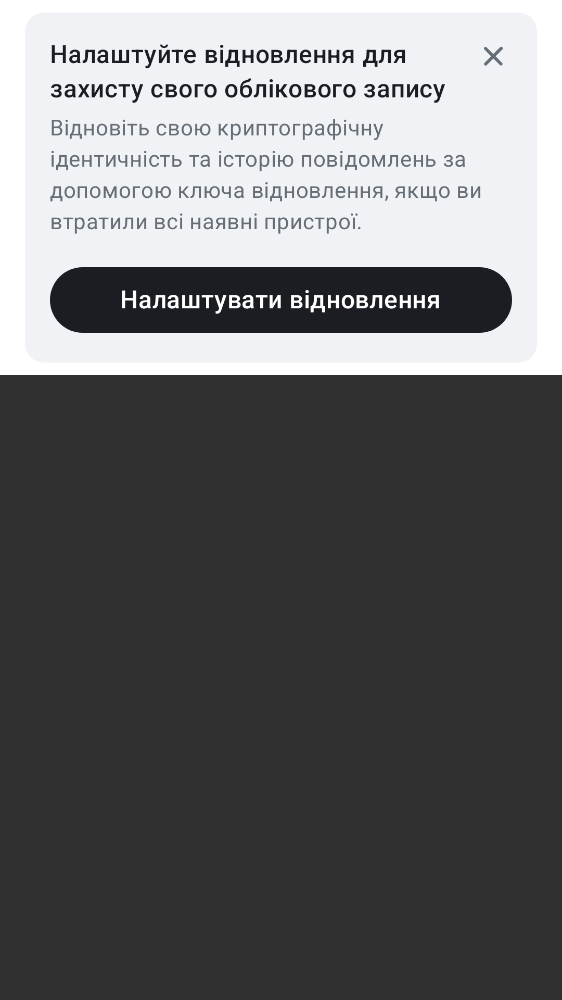 Налаштуйте відновлення для
захисту свого облікового запису
Відновіть свою криптографічну
ідентичність та історію повідомлень за
допомогою ключа відновлення, якщо ви
втратили всі наявні пристрої.
Налаштувати відновлення